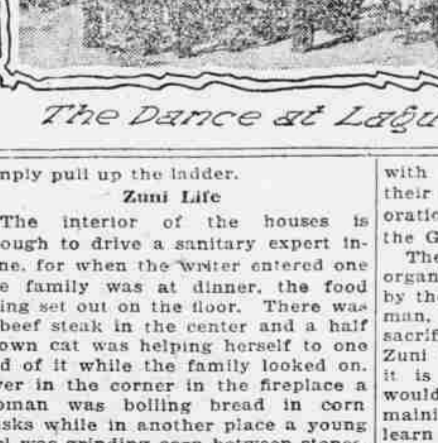 The Dance at Lagu
nply pull up the ladder.
Zuni Life
The interior of the houses is
ough to drive a sanitary expert in-
ne, for when the writer entered one
e family was at dinner, the food
ing set out on the floor. There was
beef steak in the center and a half
own cat was helping herself to one
d of it while the family looked on.
ver in the corner in the fireplace a
oman was boiling bread in corn
sks while in another place a young
l was grinding corn between stones
with
their
oratio
the G
The
organ
by th
man,
sacrif
Zuni
it is
would
maini
learn